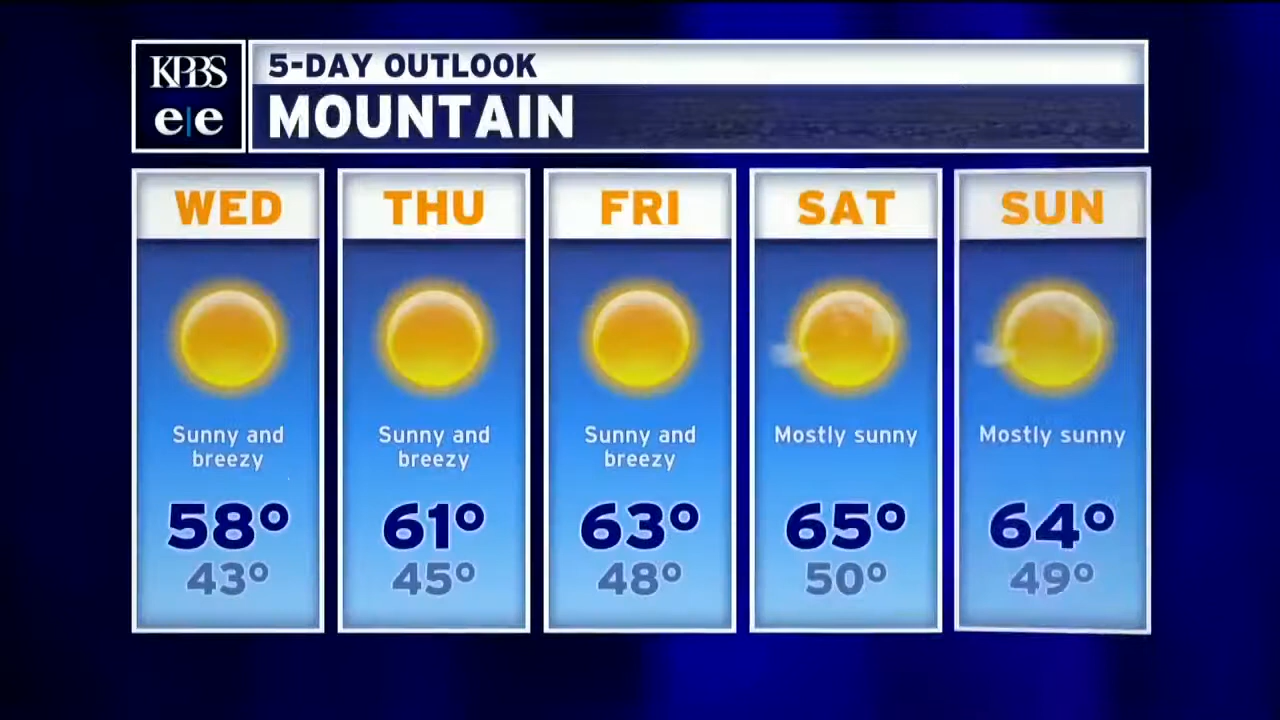 KPBS
e|e
5-DAY OUTLOOK
MOUNTAIN
WED
Sunny and
breezy
58°
43°
THU
Sunny and
breezy
61°
45°
FRI
Sunny and
breezy
63°
48°
SAT
Mostly sunny
65°
50°
SUN
Mostly sunny
64°
49°